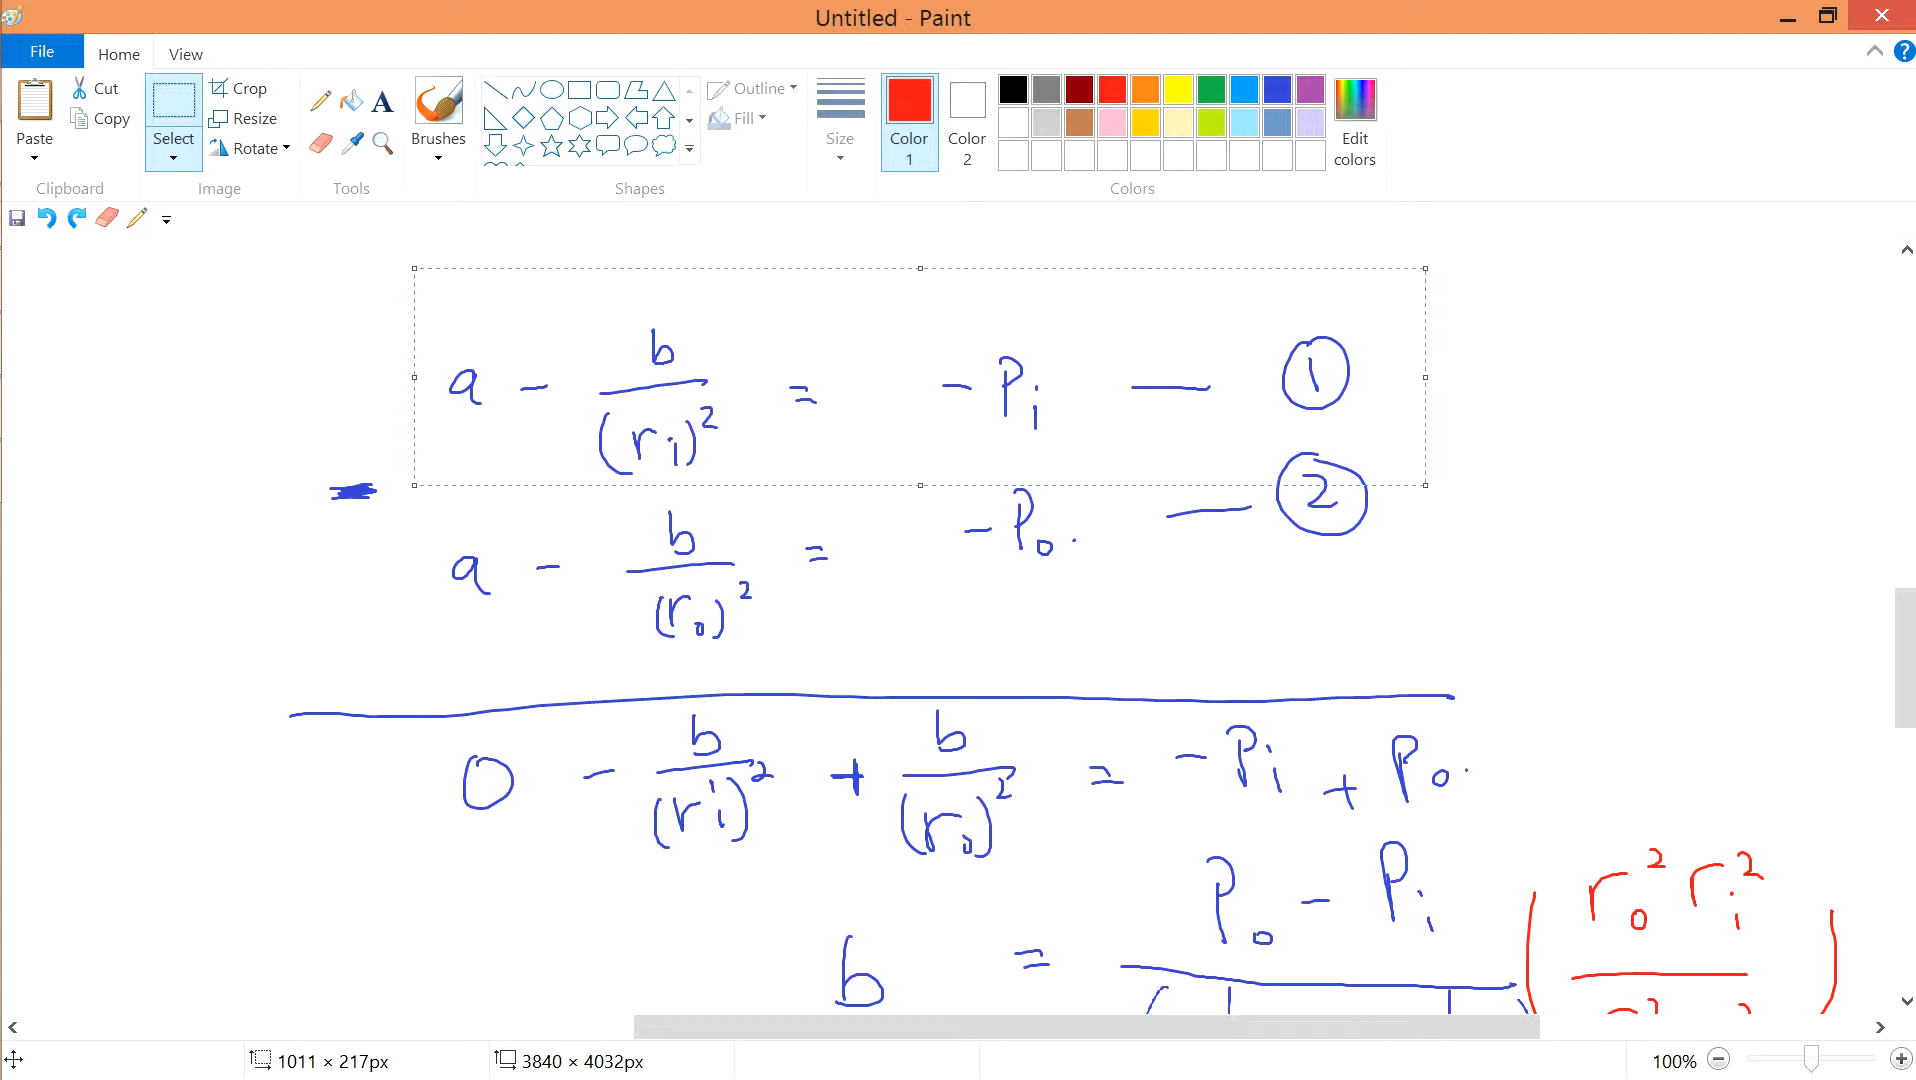 Untitled - Paint
File
Home
View
Paste
Cut
Copy
Clipboard
Select
Crop
Resize
Rotate
Image
A
Tools
Brushes
Outline
Fill
Shapes
Size
Color 1
Color 2
Edit colors
Colors
a - b/(ri)² = - Pi — ①
-
a - b/(ro)² = - Po. — ②
0 - b/(ri)² + b/(ro)² = - Pi + Po.
b = Po - Pi
( ro² ri²
1011 × 217px
3840 × 4032px
100%